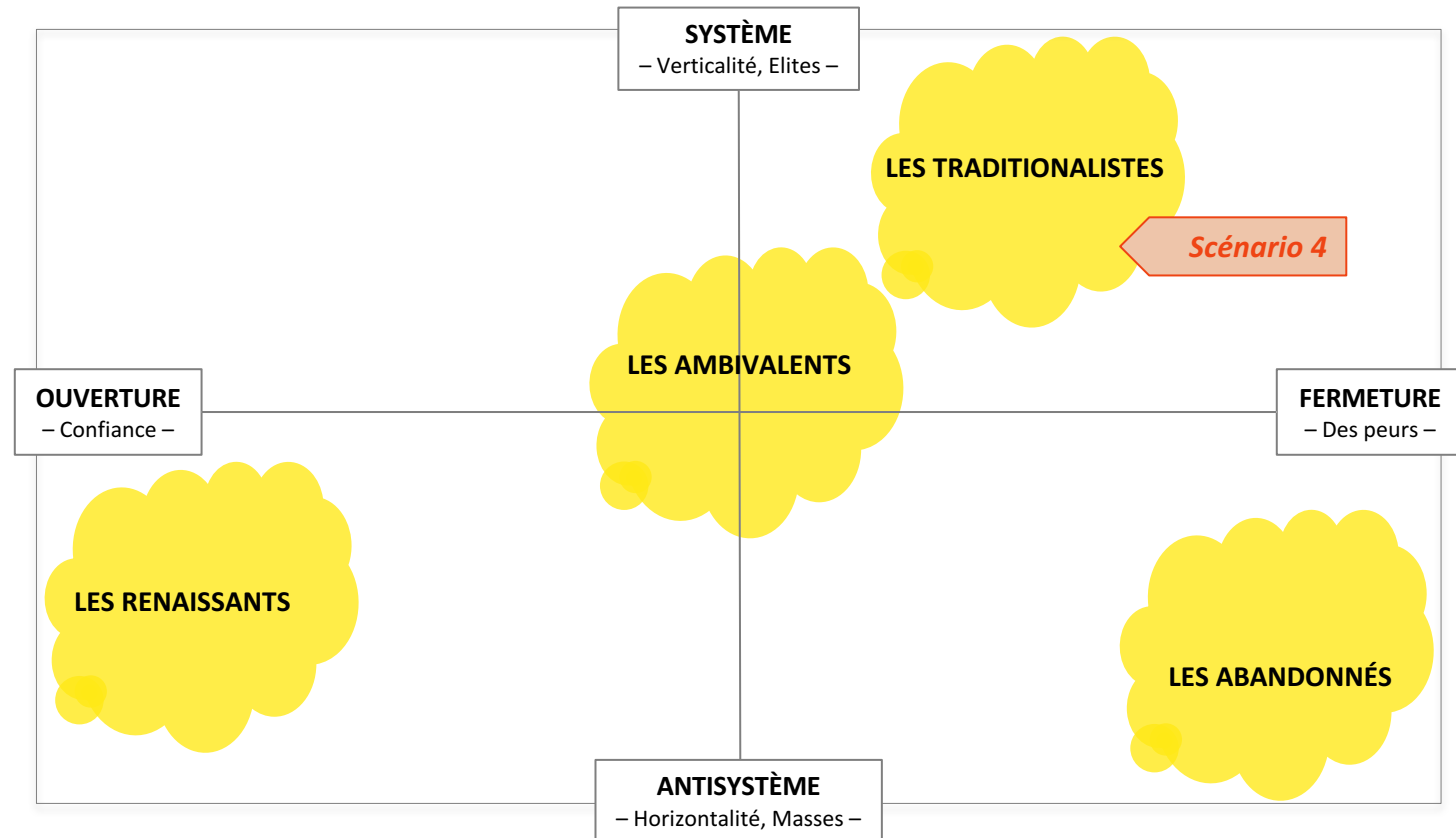 SYSTÈME
– Verticalité, Elites –
LES TRADITIONALISTES
Scénario 4
LES AMBIVALENTS
OUVERTURE
– Confiance –
FERMETURE
– Des peurs –
LES RENAISSANTS
LES ABANDONNÉS
ANTISYSTÈME
– Horizontalité, Masses –